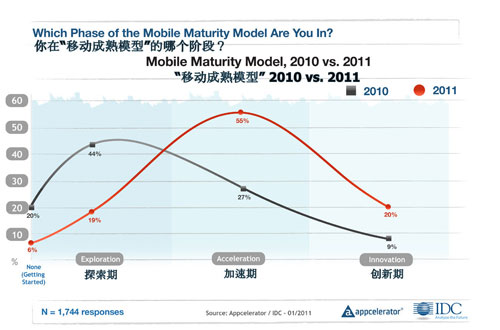 Which Phase of the Mobile Maturity Model Are You In?
你在“移动成熟模型”的哪个阶段？
Mobile Maturity Model, 2010 vs. 2011
“移动成熟模型” 2010 vs. 2011
2010 2011
60
50
40
30
20
10
%
20%
6%
44%
19%
55%
27%
20%
9%
None
(Getting
Started)
Exploration
探索期
Acceleration
加速期
Innovation
创新期
N = 1,744 responses
Source: Appcelerator / IDC - 01/2011
appcelerator
IDC
Analyze the Future